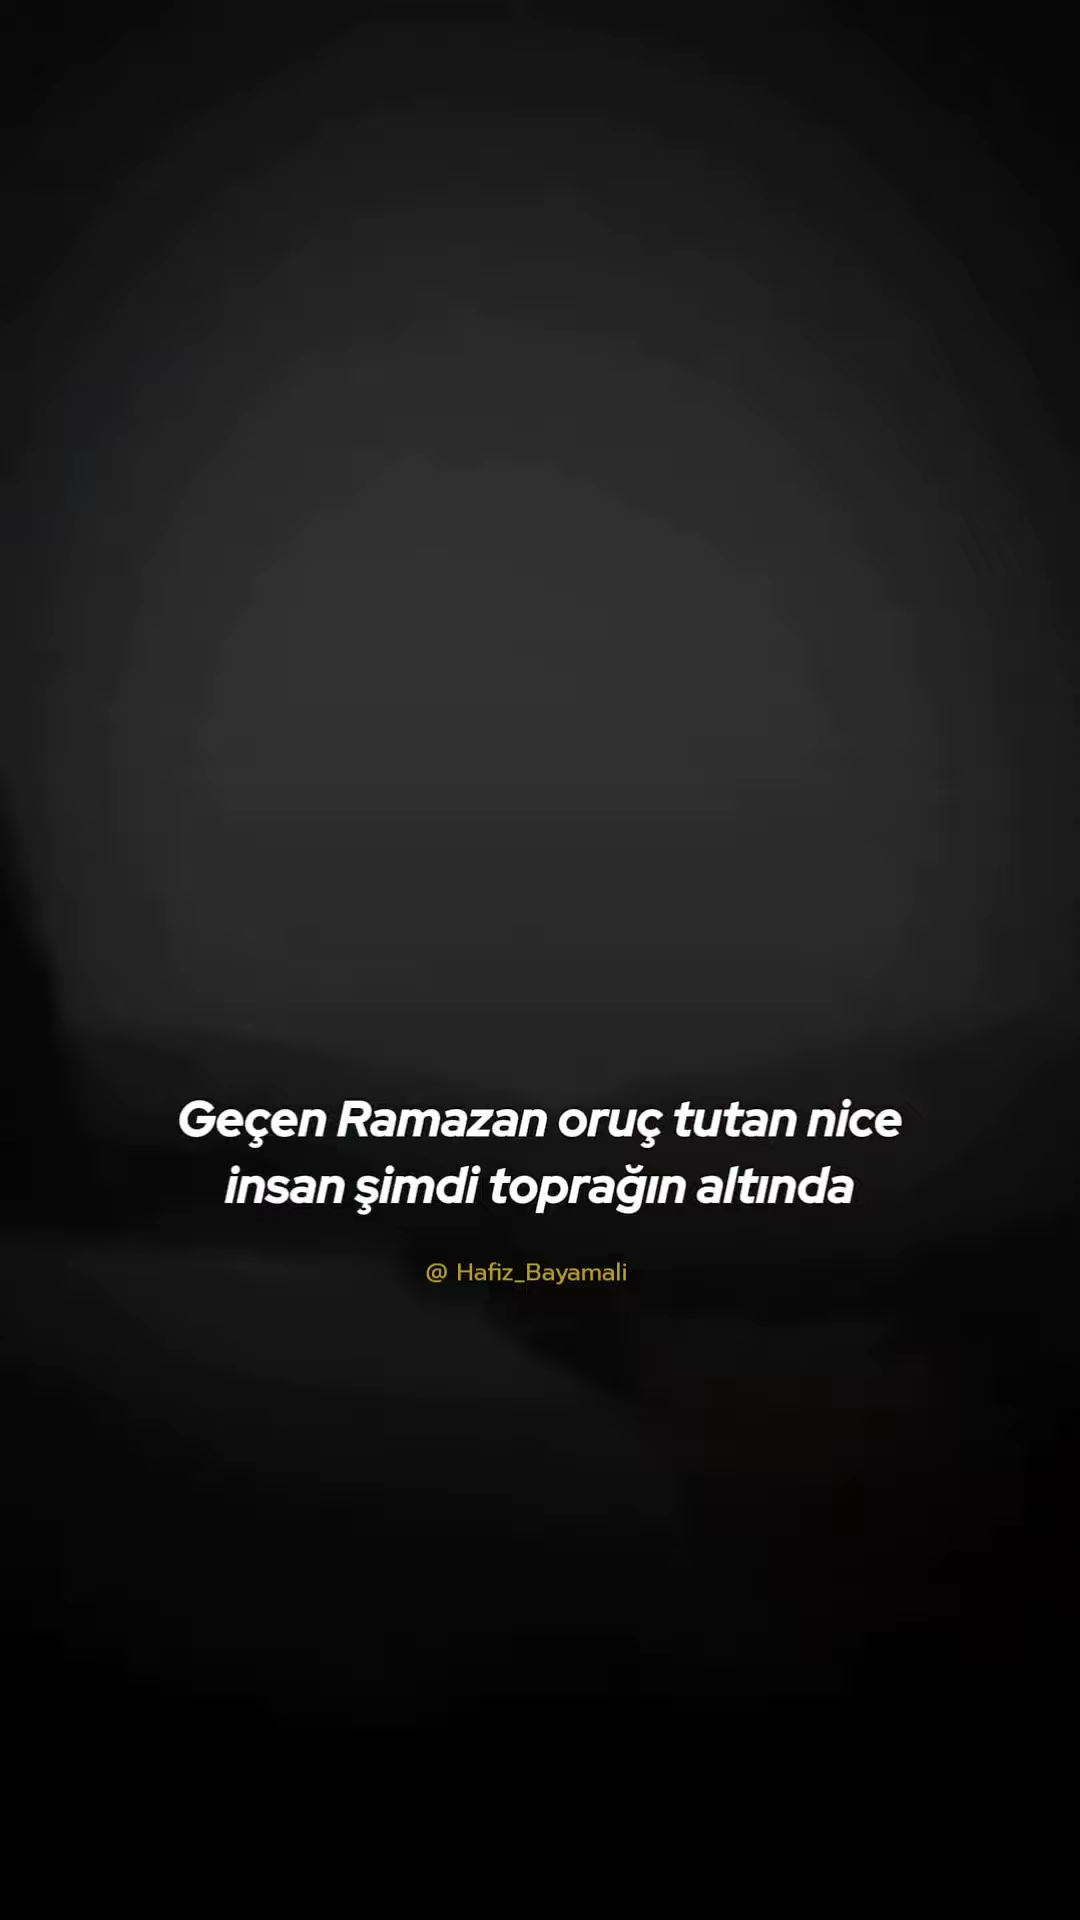 Geçen Ramazan oruç tutan nice
insan şimdi toprağın altında
@ Hafiz_Bayamali